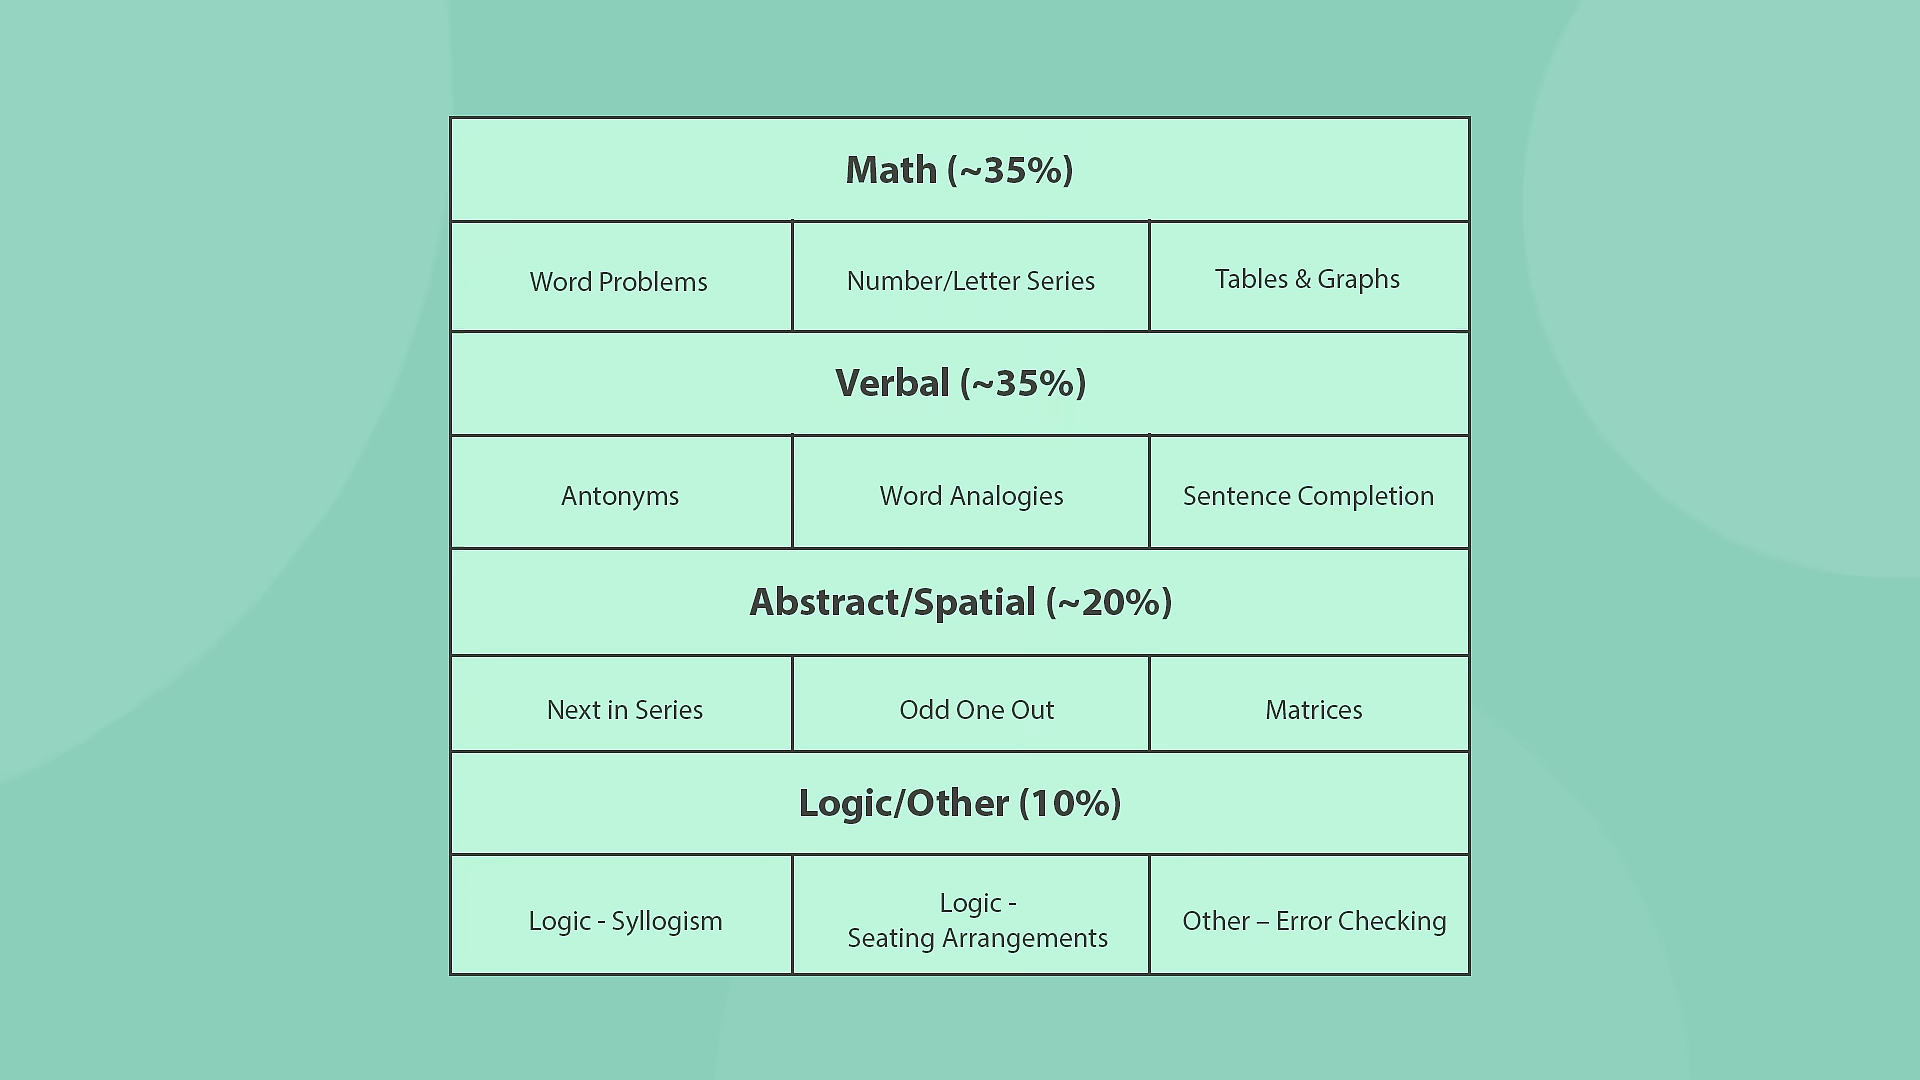 Math (~35%)
Word Problems
Number/Letter Series
Tables & Graphs
Verbal (~35%)
Antonyms
Word Analogies
Sentence Completion
Abstract/Spatial (~20%)
Next in Series
Odd One Out
Matrices
Logic/Other (10%)
Logic - Syllogism
Logic -
Seating Arrangements
Other – Error Checking